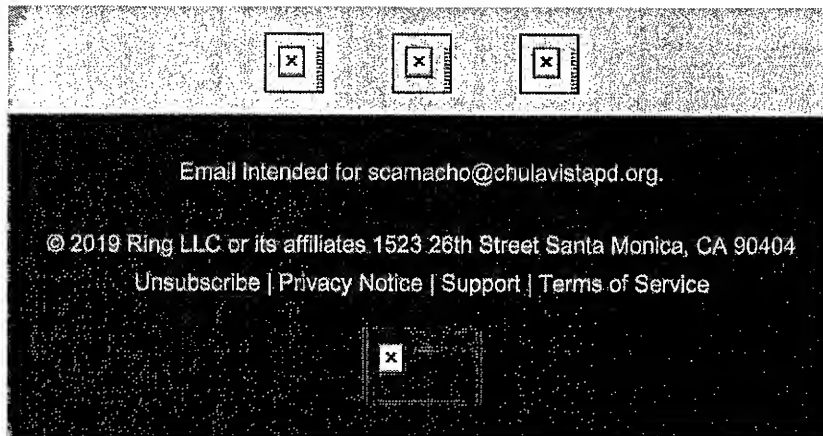 Email intended for scamacho@chulavistapd.org.
© 2019 Ring LLC or its affiliates 1523 26th Street Santa Monica, CA 90404
Unsubscribe | Privacy Notice | Support | Terms of Service